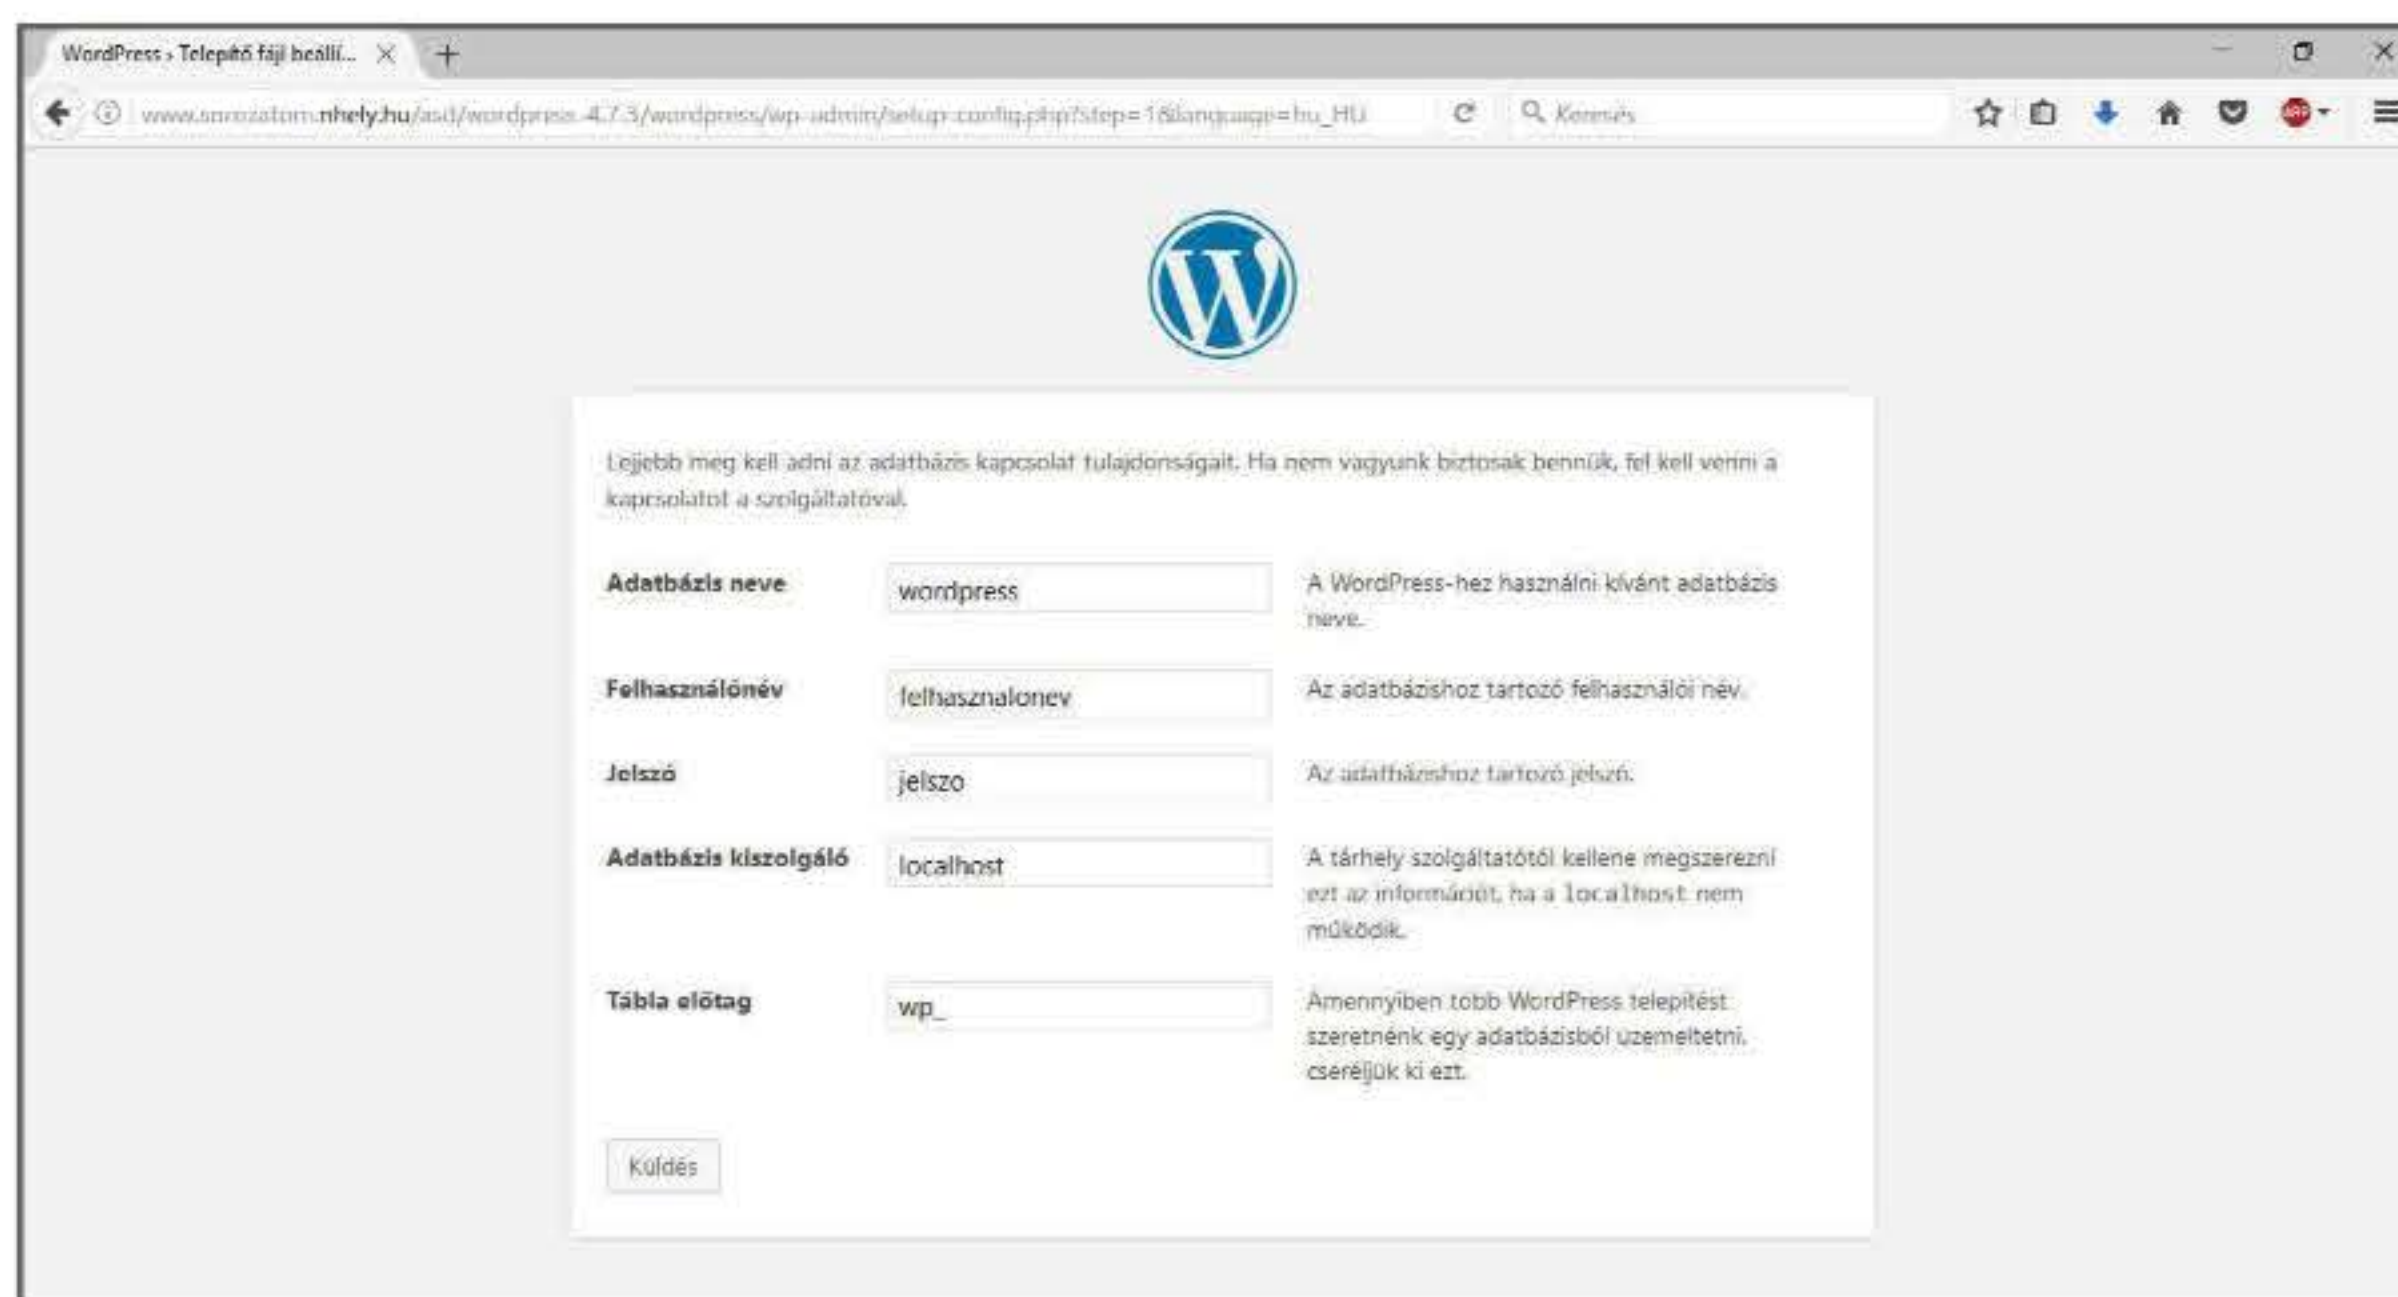 WordPress › Telepítő fájl beállí...
www.sorozatom.nhely.hu/asd/wordpress-4.7.3/wordpress/wp-admin/setup-config.php?step=1&language=hu_HU
Keresés
ABP
Lejjebb meg kell adni az adatbázis kapcsolat tulajdonságait. Ha nem vagyunk biztosak bennük, fel kell venni a
kapcsolatot a szolgáltatóval.
Adatbázis neve
wordpress
A WordPress-hez használni kívánt adatbázis
neve.
Felhasználónév
felhasznalonev
Az adatbázishoz tartozó felhasználói név.
Jelszó
jelszo
Az adatbázishoz tartozó jelszó.
Adatbázis kiszolgáló
localhost
A tárhely szolgáltatótól kellene megszerezni
ezt az információt, ha a localhost nem
működik.
Tábla előtag
wp_
Amennyiben több WordPress telepítést
szeretnénk egy adatbázisból üzemeltetni,
cseréljük ki ezt.
Küldés